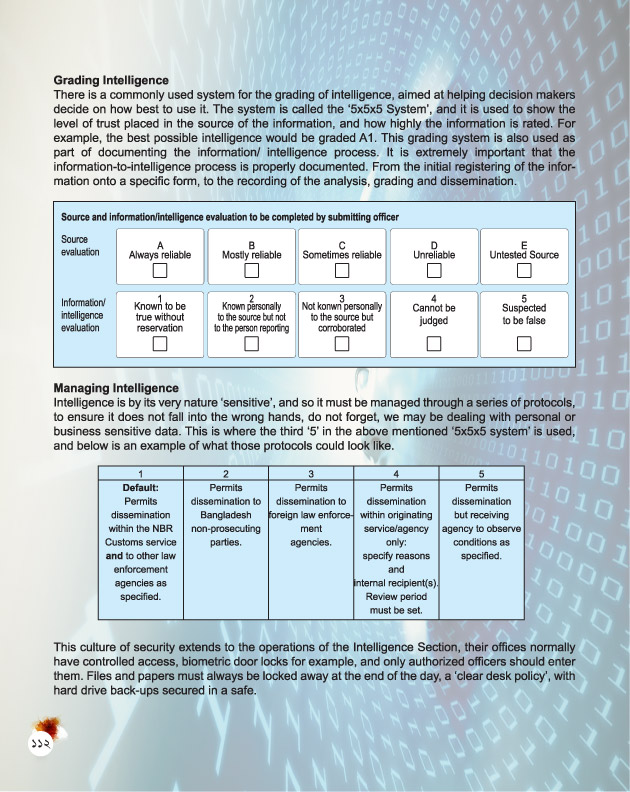 Grading Intelligence
There is a commonly used system for the grading of intelligence, aimed at helping decision makers
decide on how best to use it. The system is called the ‘5x5x5 System’, and it is used to show the
level of trust placed in the source of the information, and how highly the information is rated. For
example, the best possible intelligence would be graded A1. This grading system is also used as
part of documenting the information/ intelligence process. It is extremely important that the
information-to-intelligence process is properly documented. From the initial registering of the infor-
mation onto a specific form, to the recording of the analysis, grading and dissemination.
Source and information/intelligence evaluation to be completed by submitting officer
Source
evaluation
A
Always reliable
B
Mostly reliable
C
Sometimes reliable
D
Unreliable
E
Untested Source
Information/
intelligence
evaluation
1
Known to be
true without
reservation
2
Known personally
to the source but not
to the person reporting
3
Not konwn personally
to the source but
corroborated
4
Cannot be
judged
5
Suspected
to be false
Managing Intelligence
Intelligence is by its very nature ‘sensitive’, and so it must be managed through a series of protocols,
to ensure it does not fall into the wrong hands, do not forget, we may be dealing with personal or
business sensitive data. This is where the third ‘5’ in the above mentioned ‘5x5x5 system’ is used,
and below is an example of what those protocols could look like.
1
Default:
Permits
dissemination
within the NBR
Customs service
and to other law
enforcement
agencies as
specified.
2
Permits
dissemination to
Bangladesh
non-prosecuting
parties.
3
Permits
dissemination to
foreign law enforce-
ment
agencies.
4
Permits
dissemination
within originating
service/agency
only:
specify reasons
and
internal recipient(s).
Review period
must be set.
5
Permits
dissemination
but receiving
agency to observe
conditions as
specified.
This culture of security extends to the operations of the Intelligence Section, their offices normally
have controlled access, biometric door locks for example, and only authorized officers should enter
them. Files and papers must always be locked away at the end of the day, a ‘clear desk policy’, with
hard drive back-ups secured in a safe.
১১২